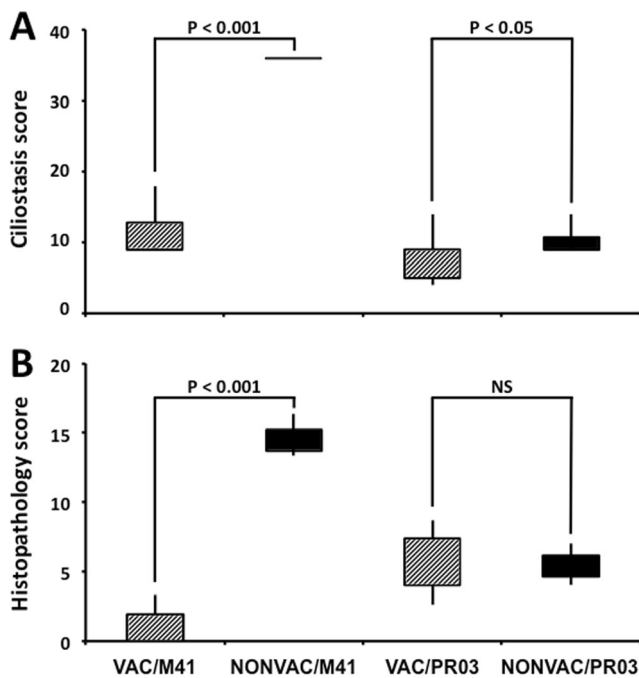 A
P < 0.001
P < 0.05
40
30
20
10
0
Ciliostasis score
B
P < 0.001
NS
20
15
10
5
0
Histopathology score
VAC/M41 NONVAC/M41 VAC/PR03 NONVAC/PR03